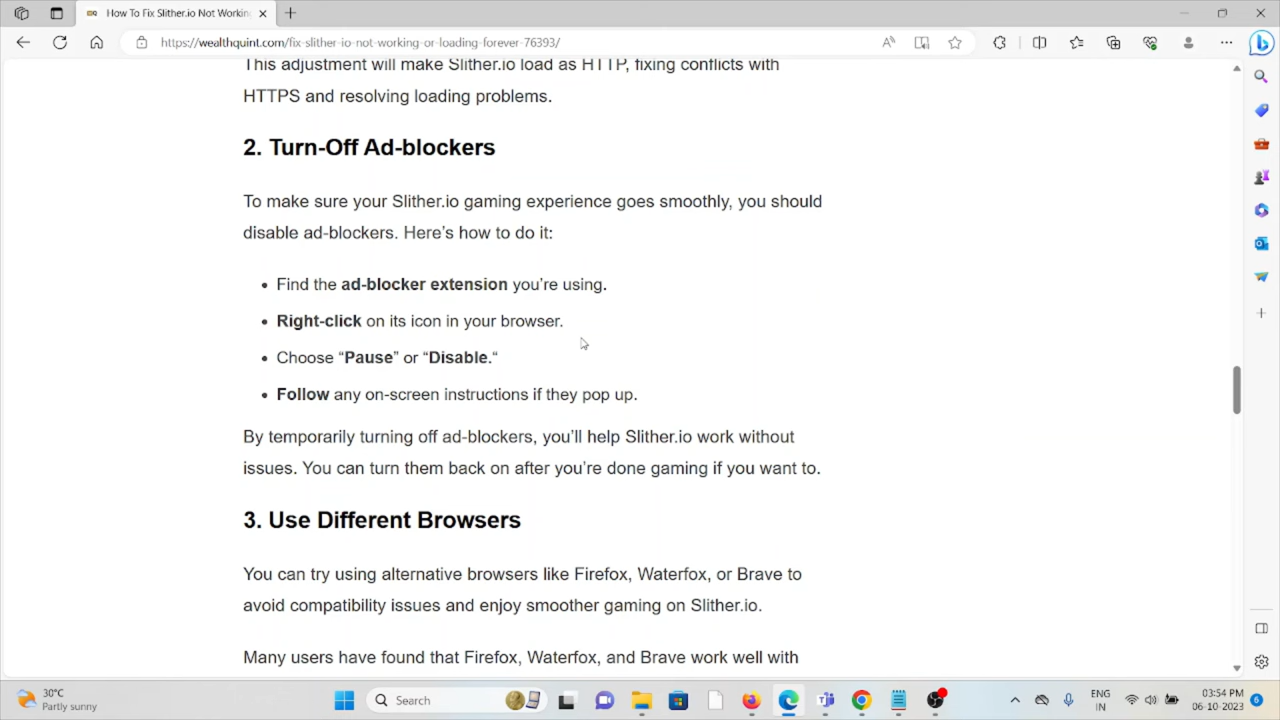 How To Fix Slither.io Not Workin
https://wealthquint.com/fix-slither-io-not-working-or-loading-forever-76393/
This adjustment will make Slither.io load as HTTP, fixing conflicts with
HTTPS and resolving loading problems.
2. Turn-Off Ad-blockers
To make sure your Slither.io gaming experience goes smoothly, you should
disable ad-blockers. Here’s how to do it:
Find the ad-blocker extension you’re using.
Right-click on its icon in your browser.
Choose “Pause” or “Disable.“
Follow any on-screen instructions if they pop up.
By temporarily turning off ad-blockers, you’ll help Slither.io work without
issues. You can turn them back on after you’re done gaming if you want to.
3. Use Different Browsers
You can try using alternative browsers like Firefox, Waterfox, or Brave to
avoid compatibility issues and enjoy smoother gaming on Slither.io.
Many users have found that Firefox, Waterfox, and Brave work well with
30°C
Partly sunny
Search
ENG
IN
03:54 PM
06-10-2023
6